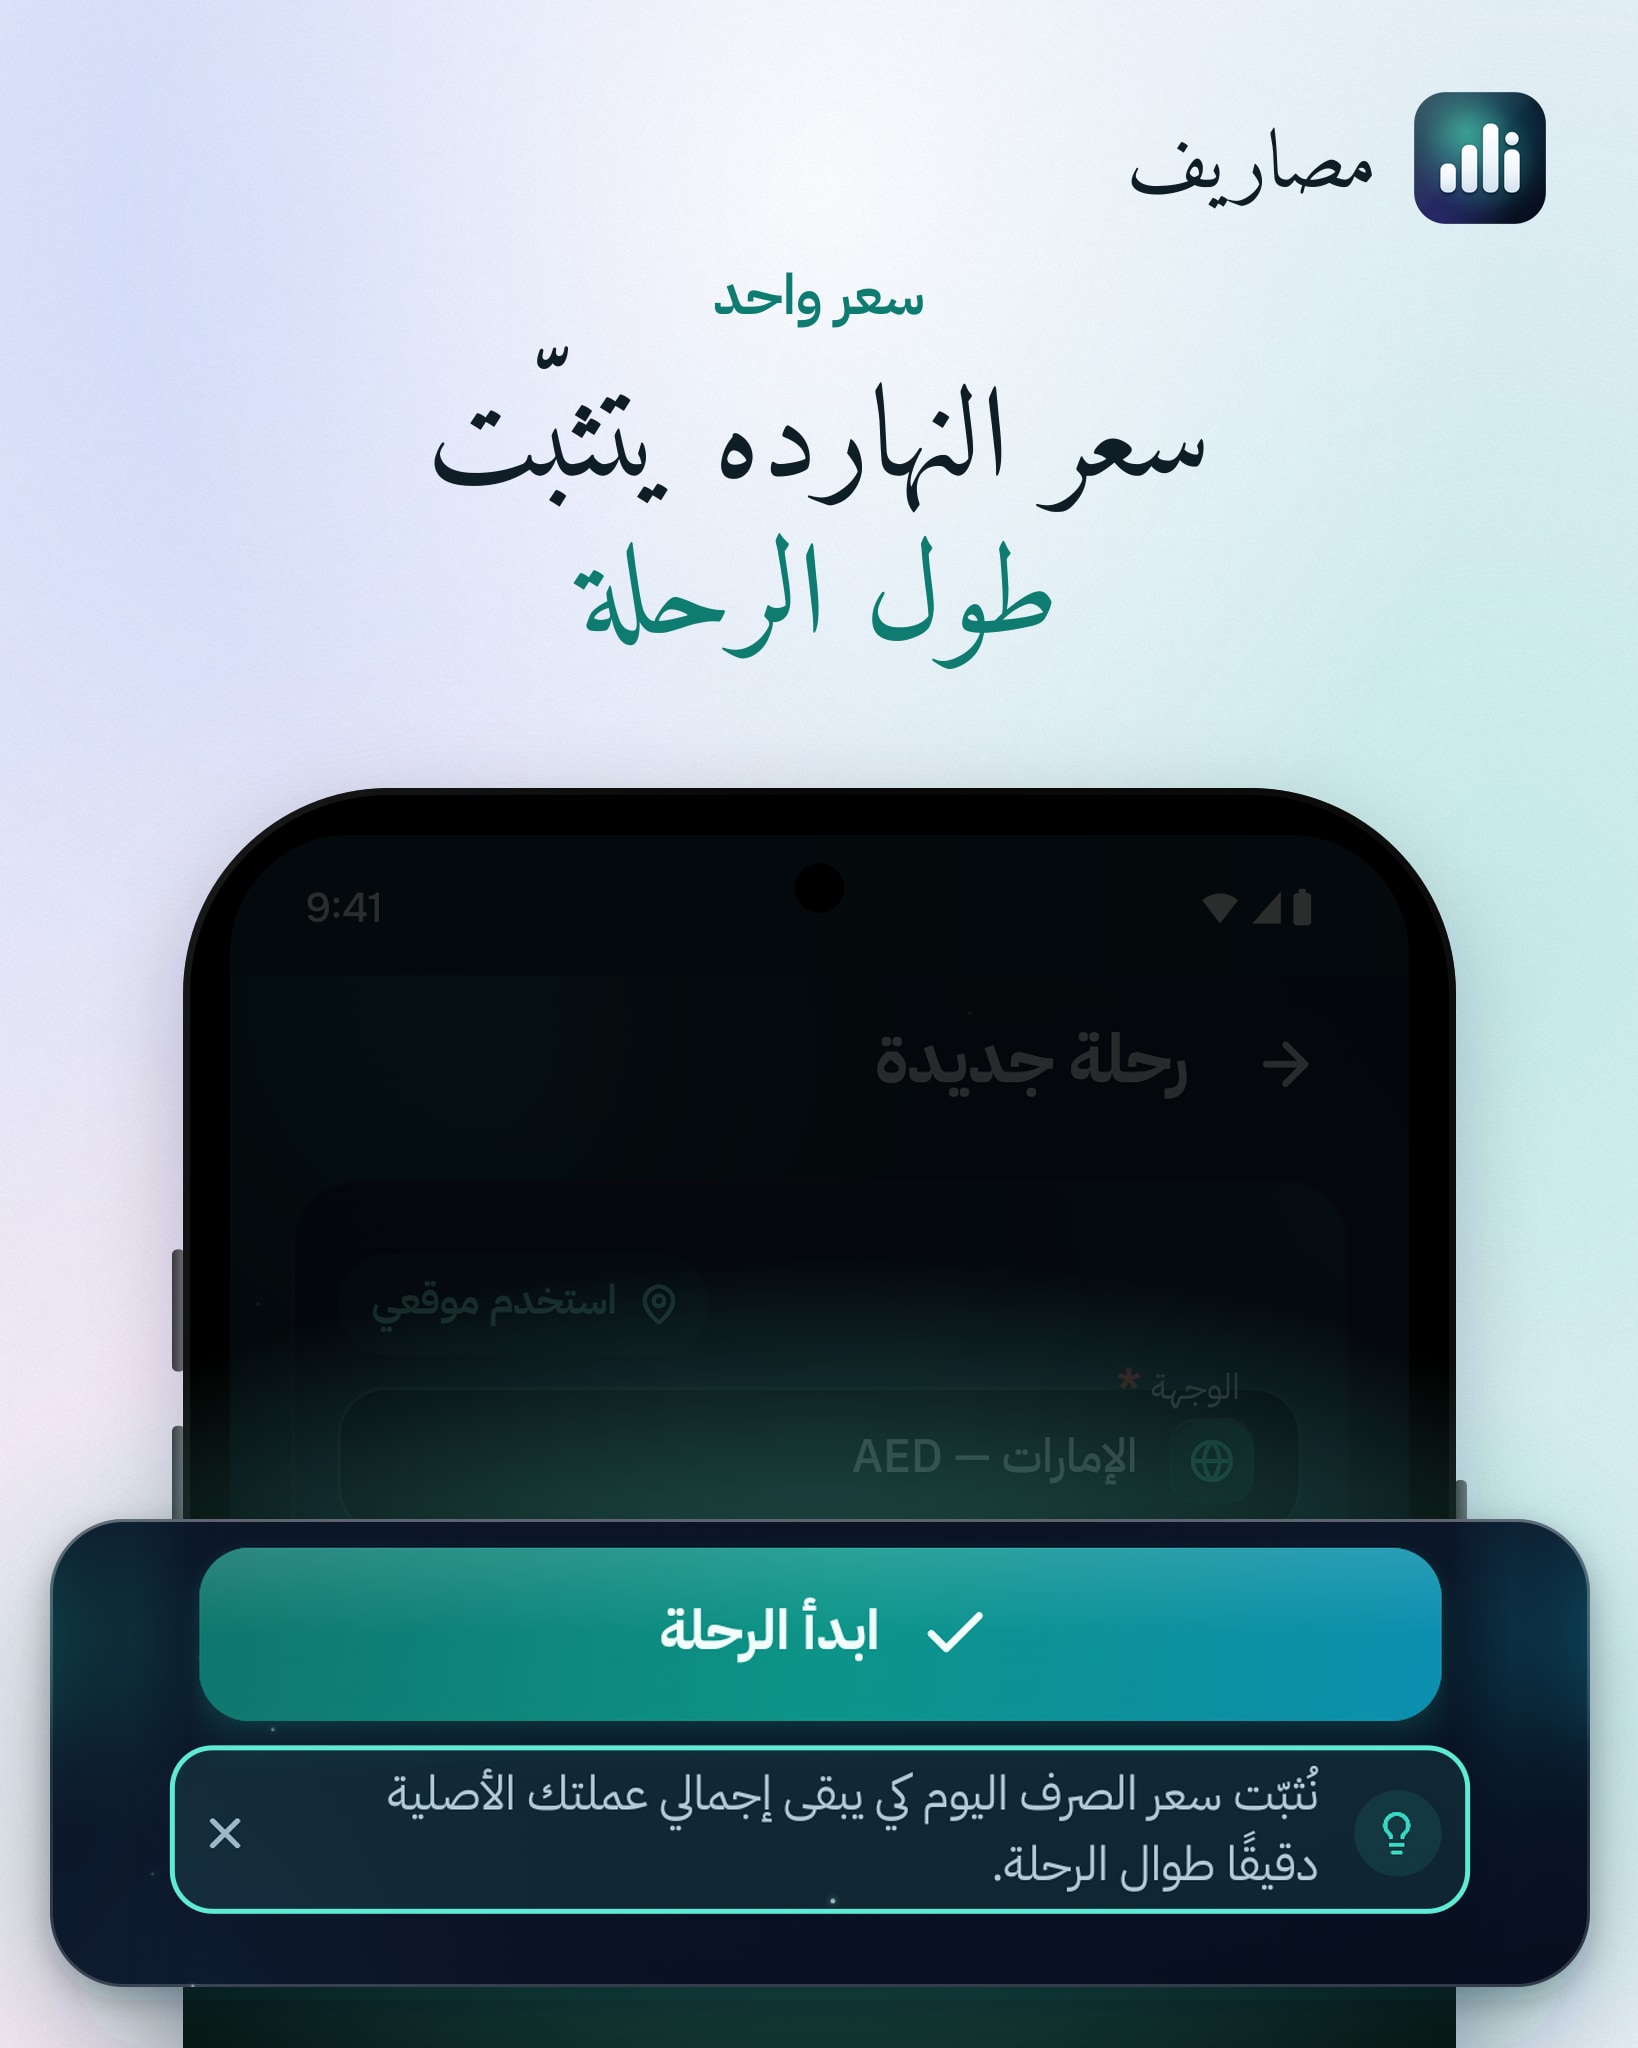 مصاريف
سعر واحد
سعر النهارده يتثبّت
طول الرحلة
9:41
رحلة جديدة
استخدم موقعي
الوجهة *
الإمارات — AED
ابدأ الرحلة
نُثبّت سعر الصرف اليوم كي يبقى إجمالي عملتك الأصلية
دقيقًا طوال الرحلة.